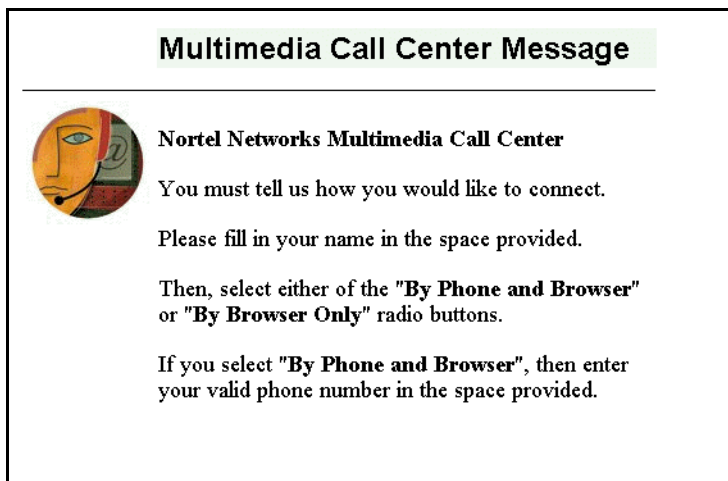 Multimedia Call Center Message
@
Nortel Networks Multimedia Call Center
You must tell us how you would like to connect.
Please fill in your name in the space provided.
Then, select either of the "By Phone and Browser"
or "By Browser Only" radio buttons.
If you select "By Phone and Browser", then enter
your valid phone number in the space provided.